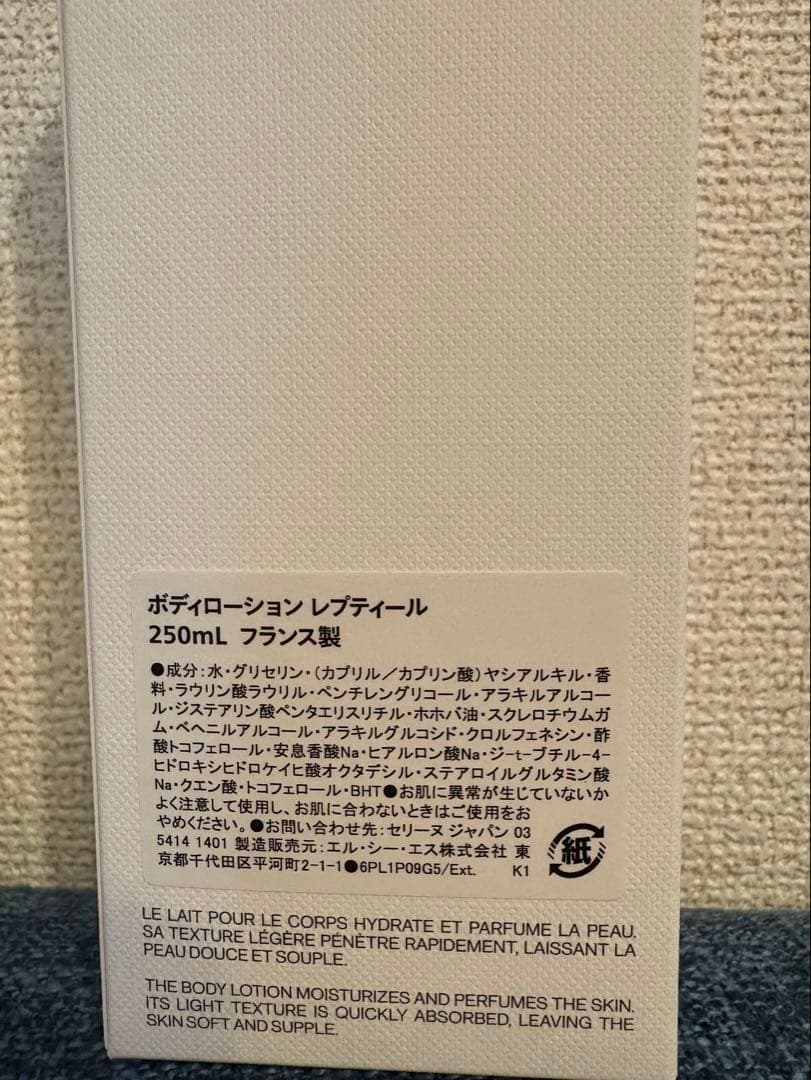 ボディローション レプティール
250mL フランス製
●成分:水・グリセリン・(カプリル／カプリン酸)ヤシアルキル・香
料・ラウリン酸ラウリル・ペンチレングリコール・アラキルアルコー
ル・ジステアリン酸ペンタエリスリチル・ホホバ油・スクレロチウムガ
ム・ベヘニルアルコール・アラキルグルコシド・クロルフェネシン・酢
酸トコフェロール・安息香酸Na・ヒアルロン酸Na・ジ-t-ブチル-4-
ヒドロキシヒドロケイヒ酸オクタデシル・ステアロイルグルタミン酸
Na・クエン酸・トコフェロール・BHT●お肌に異常が生じていないか
よく注意して使用し、お肌に合わないときはご使用をお
やめください。●お問い合わせ先:セリーヌ ジャパン 03
5414 1401 製造販売元:エル・シー・エス株式会社 東
京都千代田区平河町2-1-1●6PL1P09G5/Ext. K1
紙
LE LAIT POUR LE CORPS HYDRATE ET PARFUME LA PEAU.
SA TEXTURE LÉGÈRE PÉNÈTRE RAPIDEMENT, LAISSANT LA
PEAU DOUCE ET SOUPLE.
THE BODY LOTION MOISTURIZES AND PERFUMES THE SKIN.
ITS LIGHT TEXTURE IS QUICKLY ABSORBED, LEAVING THE
SKIN SOFT AND SUPPLE.